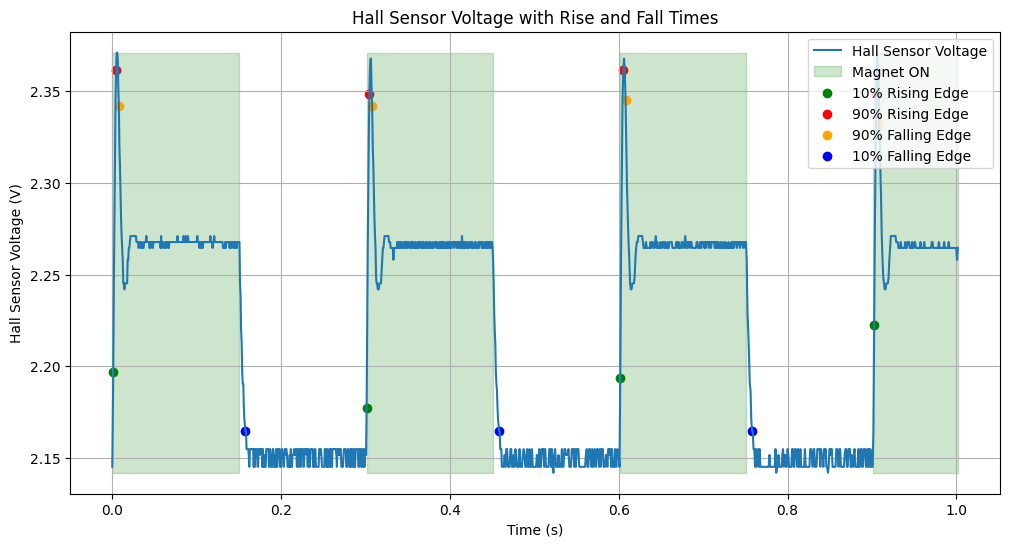 Hall Sensor Voltage with Rise and Fall Times
Hall Sensor Voltage
Magnet ON
10% Rising Edge
90% Rising Edge
90% Falling Edge
10% Falling Edge
Hall Sensor Voltage (V)
2.35
2.30
2.25
2.20
2.15
0.0 0.2 0.4 0.6 0.8 1.0
Time (s)